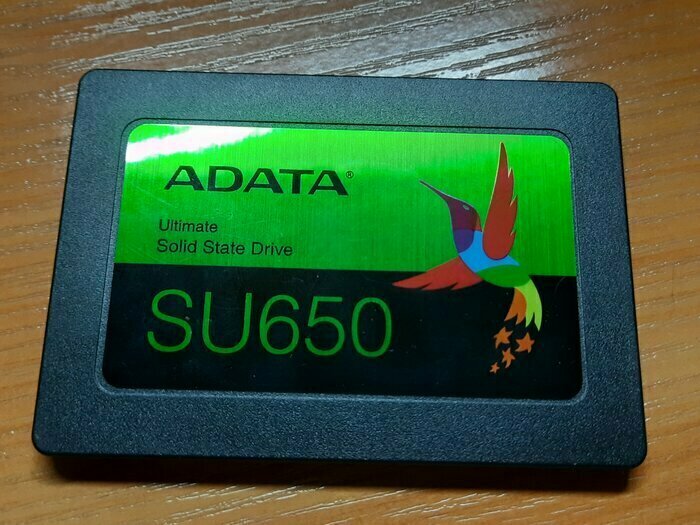 ADATA®
Ultimate
Solid State Drive
SU650